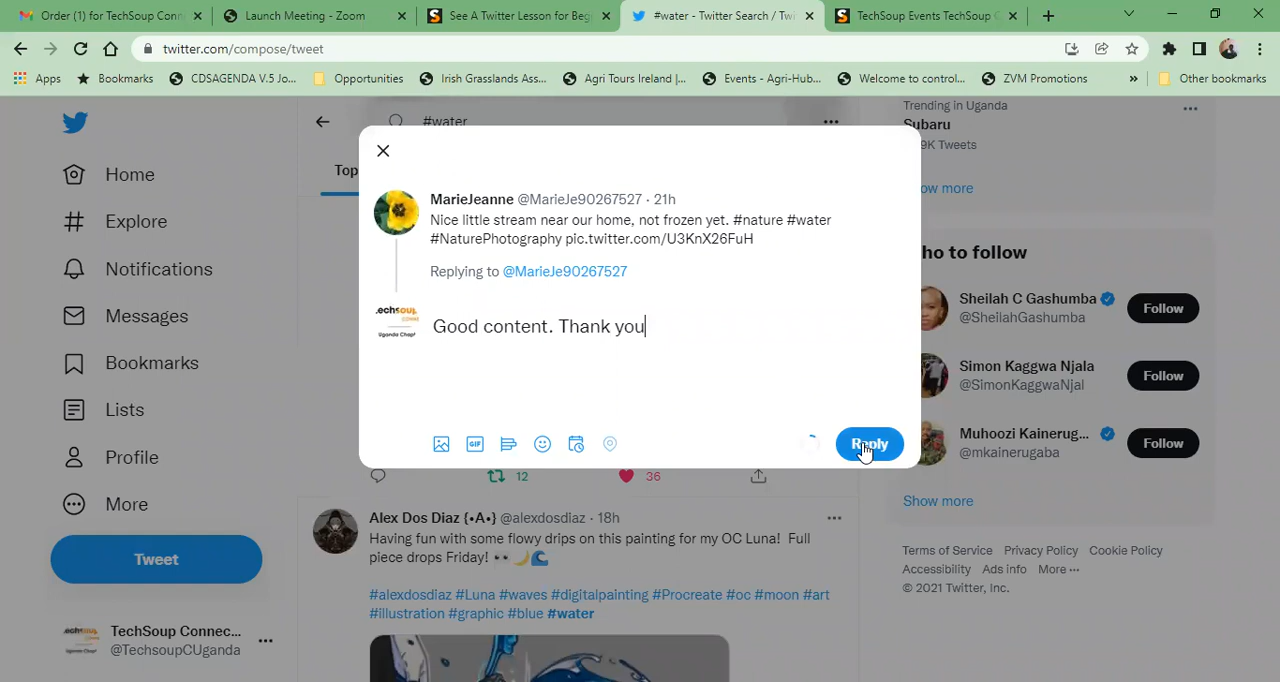 Order (1) for TechSoup Conn
Launch Meeting - Zoom
See A Twitter Lesson for Beg
#water - Twitter Search / Tw
TechSoup Events TechSoup C
twitter.com/compose/tweet
Apps
Bookmarks
CDSAGENDA V.5 Jo...
Opportunities
Irish Grasslands Ass...
Agri Tours Ireland |...
Events - Agri-Hub...
Welcome to control...
ZVM Promotions
Other bookmarks
Home
Explore
Notifications
Messages
Bookmarks
Lists
Profile
More
Tweet
TechSoup Connec...
@TechsoupCUganda
#water
Top
MarieJeanne @MarieJe90267527 · 21h
Nice little stream near our home, not frozen yet. #nature #water
#NaturePhotography pic.twitter.com/U3KnX26FuH
Replying to @MarieJe90267527
Good content. Thank you
GIF
Reply
12
36
Alex Dos Diaz {•A•} @alexdosdiaz · 18h
Having fun with some flowy drips on this painting for my OC Luna! Full
piece drops Friday! 👀 🌙🌊
#alexdosdiaz #Luna #waves #digitalpainting #Procreate #oc #moon #art
#illustration #graphic #blue #water
Trending in Uganda
Subaru
9K Tweets
ow more
ho to follow
Sheilah C Gashumba
@SheilahGashumba
Follow
Simon Kaggwa Njala
@SimonKaggwaNjal
Follow
Muhoozi Kainerug...
@mkainerugaba
Follow
Show more
Terms of Service Privacy Policy Cookie Policy
Accessibility Ads info More ···
© 2021 Twitter, Inc.